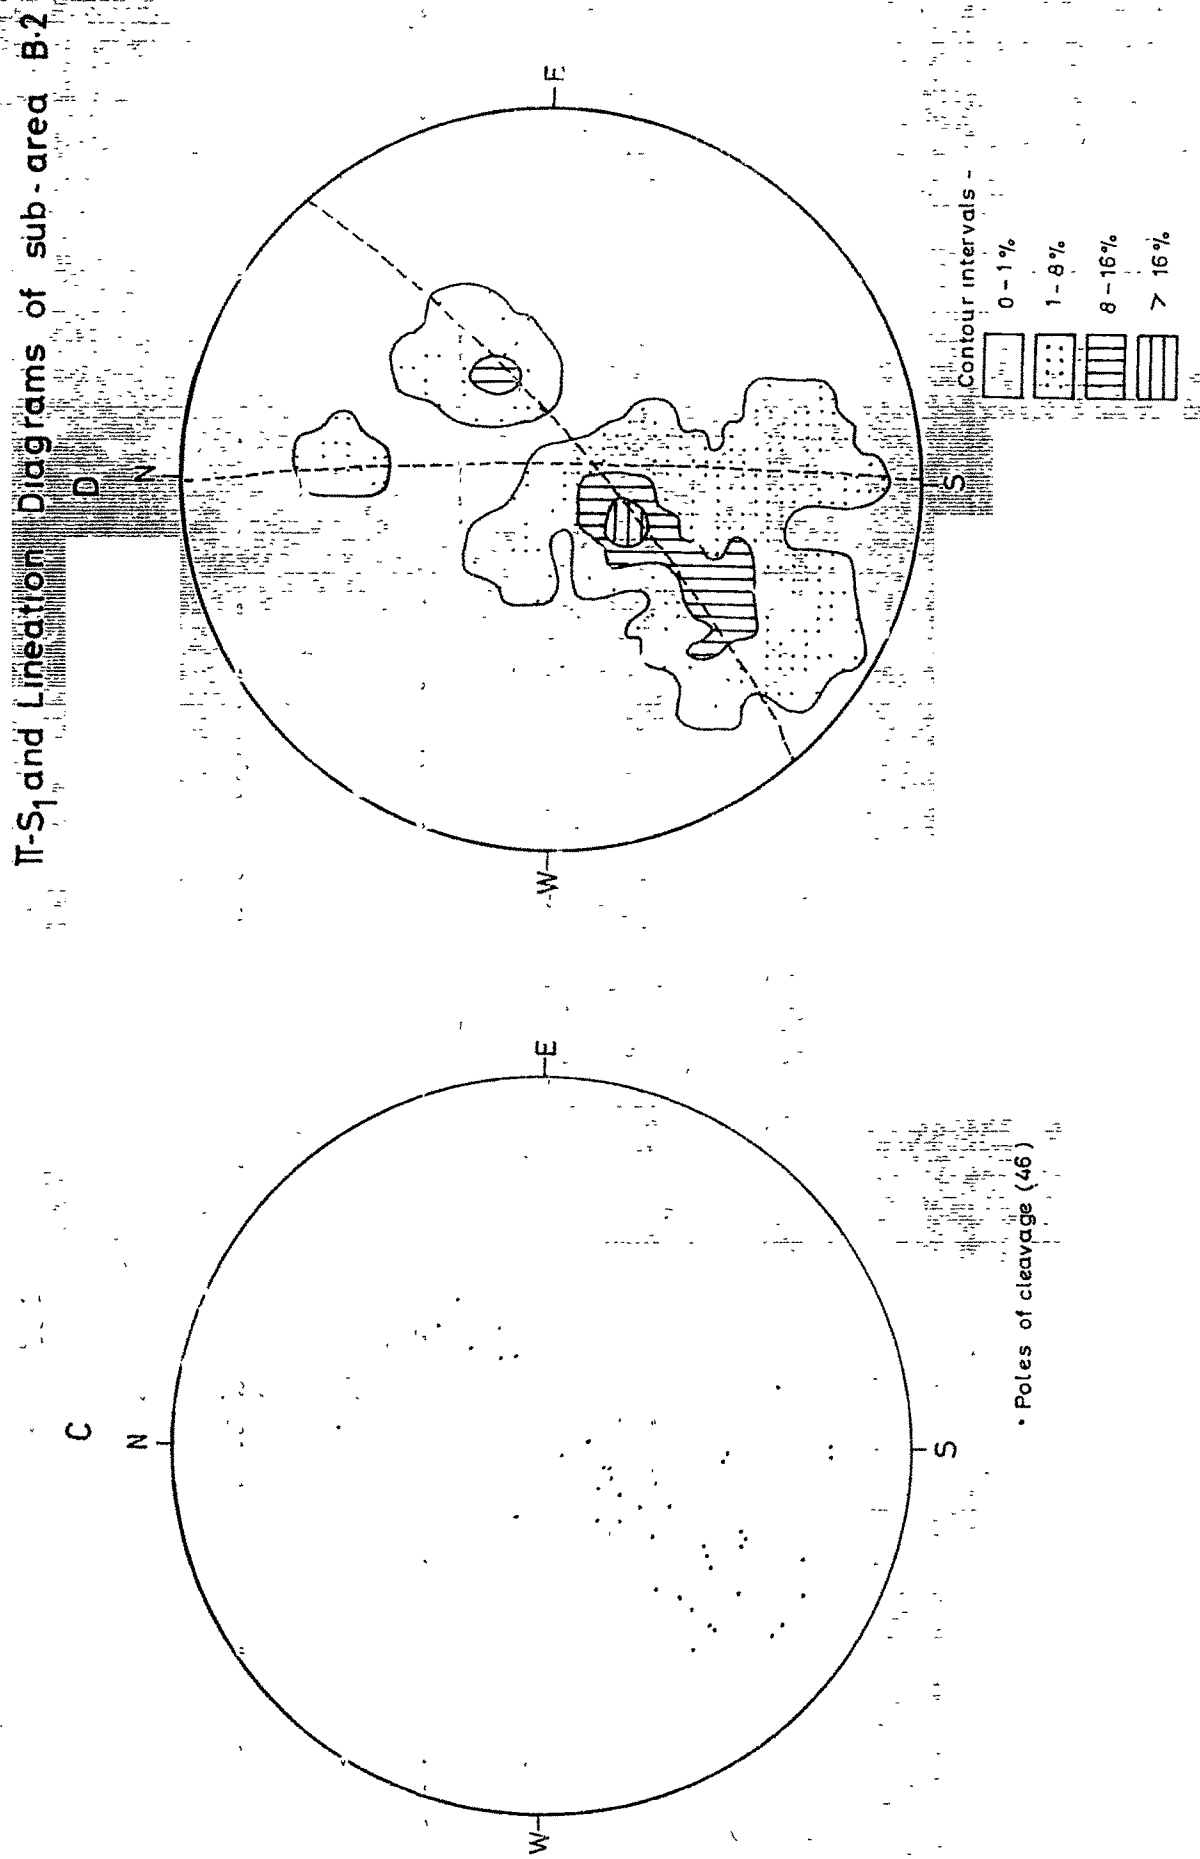 π-S₁ and Lineation Diagrams of sub-area B-2
C
N
W
E
S
• Poles of cleavage (46)
D
N
W
E
S
Contour intervals -
0 - 1 %
1 - 8 %
8 - 16 %
> 16 %